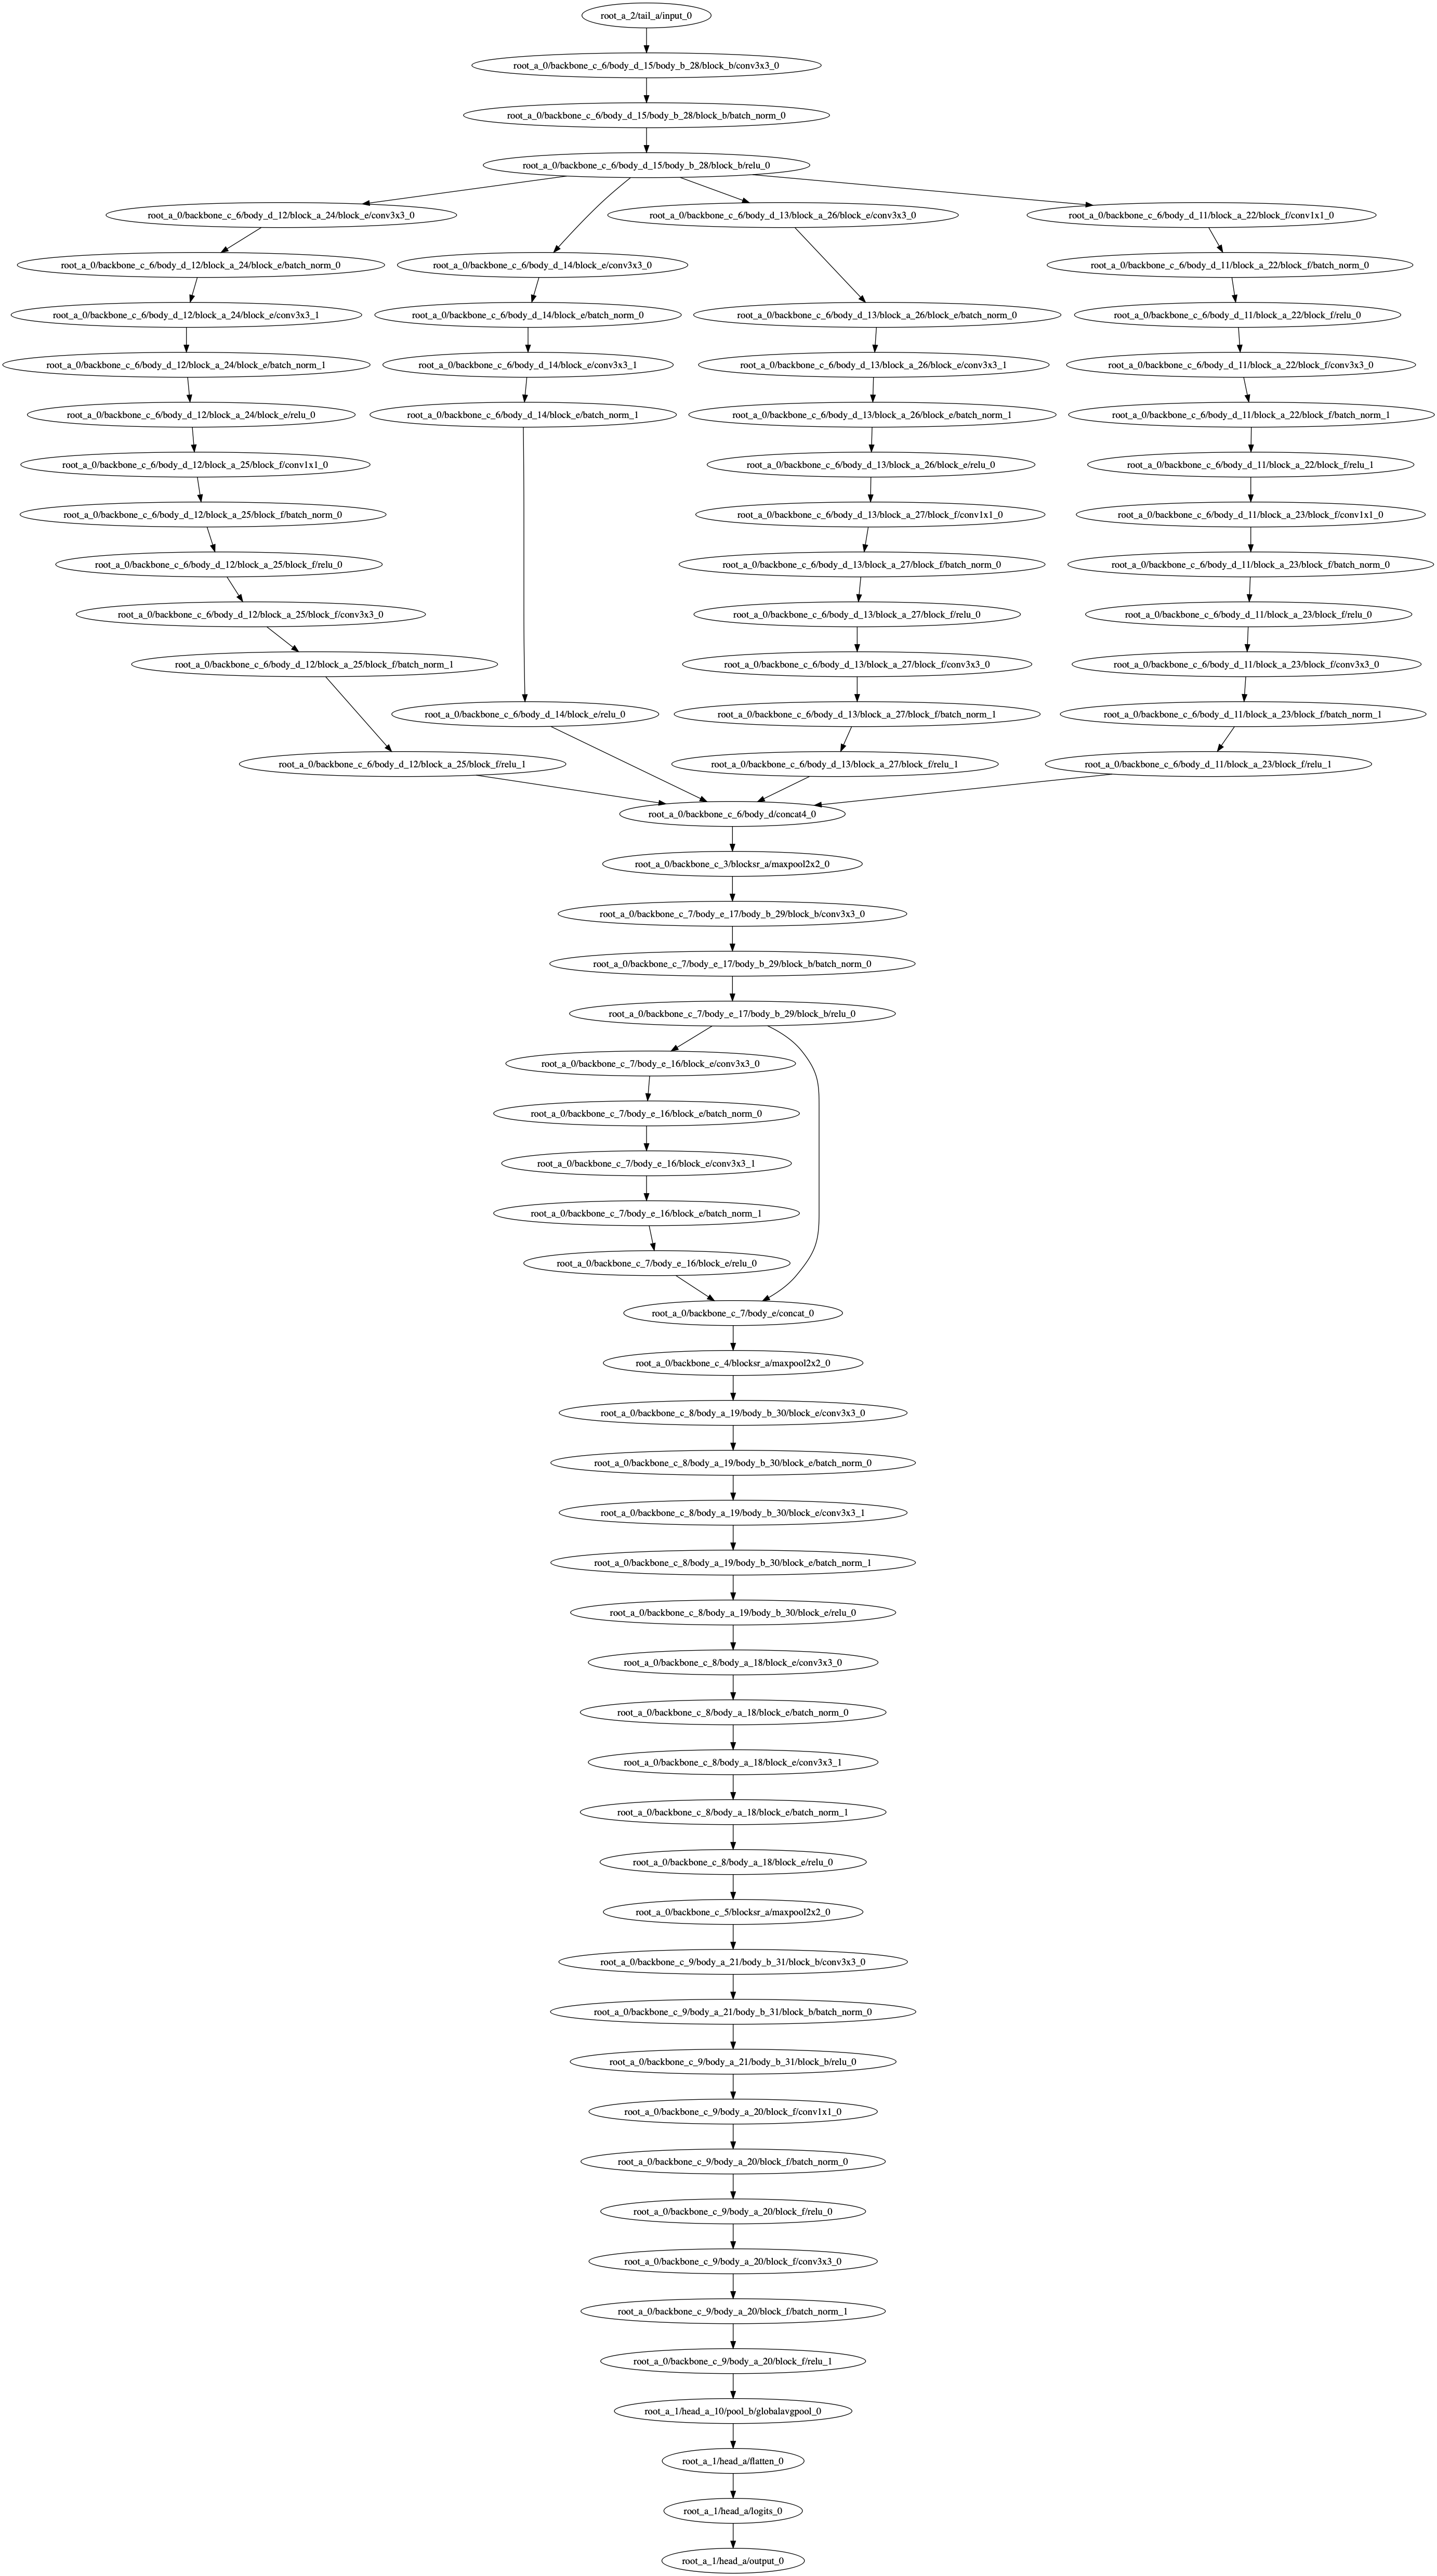 root_a_2/tail_a/input_0
root_a_0/backbone_c_6/body_d_15/body_b_28/block_b/conv3x3_0
root_a_0/backbone_c_6/body_d_15/body_b_28/block_b/batch_norm_0
root_a_0/backbone_c_6/body_d_15/body_b_28/block_b/relu_0
root_a_0/backbone_c_6/body_d_12/block_a_24/block_e/conv3x3_0
root_a_0/backbone_c_6/body_d_13/block_a_26/block_e/conv3x3_0
root_a_0/backbone_c_6/body_d_11/block_a_22/block_f/conv1x1_0
root_a_0/backbone_c_6/body_d_12/block_a_24/block_e/batch_norm_0
root_a_0/backbone_c_6/body_d_14/block_e/conv3x3_0
root_a_0/backbone_c_6/body_d_11/block_a_22/block_f/batch_norm_0
root_a_0/backbone_c_6/body_d_12/block_a_24/block_e/conv3x3_1
root_a_0/backbone_c_6/body_d_14/block_e/batch_norm_0
root_a_0/backbone_c_6/body_d_13/block_a_26/block_e/batch_norm_0
root_a_0/backbone_c_6/body_d_11/block_a_22/block_f/relu_0
root_a_0/backbone_c_6/body_d_12/block_a_24/block_e/batch_norm_1
root_a_0/backbone_c_6/body_d_14/block_e/conv3x3_1
root_a_0/backbone_c_6/body_d_13/block_a_26/block_e/conv3x3_1
root_a_0/backbone_c_6/body_d_11/block_a_22/block_f/conv3x3_0
root_a_0/backbone_c_6/body_d_12/block_a_24/block_e/relu_0
root_a_0/backbone_c_6/body_d_14/block_e/batch_norm_1
root_a_0/backbone_c_6/body_d_13/block_a_26/block_e/batch_norm_1
root_a_0/backbone_c_6/body_d_11/block_a_22/block_f/batch_norm_1
root_a_0/backbone_c_6/body_d_12/block_a_25/block_f/conv1x1_0
root_a_0/backbone_c_6/body_d_13/block_a_26/block_e/relu_0
root_a_0/backbone_c_6/body_d_11/block_a_22/block_f/relu_1
root_a_0/backbone_c_6/body_d_12/block_a_25/block_f/batch_norm_0
root_a_0/backbone_c_6/body_d_13/block_a_27/block_f/conv1x1_0
root_a_0/backbone_c_6/body_d_11/block_a_23/block_f/conv1x1_0
root_a_0/backbone_c_6/body_d_12/block_a_25/block_f/relu_0
root_a_0/backbone_c_6/body_d_13/block_a_27/block_f/batch_norm_0
root_a_0/backbone_c_6/body_d_11/block_a_23/block_f/batch_norm_0
root_a_0/backbone_c_6/body_d_12/block_a_25/block_f/conv3x3_0
root_a_0/backbone_c_6/body_d_13/block_a_27/block_f/relu_0
root_a_0/backbone_c_6/body_d_11/block_a_23/block_f/relu_0
root_a_0/backbone_c_6/body_d_12/block_a_25/block_f/batch_norm_1
root_a_0/backbone_c_6/body_d_13/block_a_27/block_f/conv3x3_0
root_a_0/backbone_c_6/body_d_11/block_a_23/block_f/conv3x3_0
root_a_0/backbone_c_6/body_d_14/block_e/relu_0
root_a_0/backbone_c_6/body_d_13/block_a_27/block_f/batch_norm_1
root_a_0/backbone_c_6/body_d_11/block_a_23/block_f/batch_norm_1
root_a_0/backbone_c_6/body_d_12/block_a_25/block_f/relu_1
root_a_0/backbone_c_6/body_d_13/block_a_27/block_f/relu_1
root_a_0/backbone_c_6/body_d_11/block_a_23/block_f/relu_1
root_a_0/backbone_c_6/body_d/concat4_0
root_a_0/backbone_c_3/blocksr_a/maxpool2x2_0
root_a_0/backbone_c_7/body_e_17/body_b_29/block_b/conv3x3_0
root_a_0/backbone_c_7/body_e_17/body_b_29/block_b/batch_norm_0
root_a_0/backbone_c_7/body_e_17/body_b_29/block_b/relu_0
root_a_0/backbone_c_7/body_e_16/block_e/conv3x3_0
root_a_0/backbone_c_7/body_e_16/block_e/batch_norm_0
root_a_0/backbone_c_7/body_e_16/block_e/conv3x3_1
root_a_0/backbone_c_7/body_e_16/block_e/batch_norm_1
root_a_0/backbone_c_7/body_e_16/block_e/relu_0
root_a_0/backbone_c_7/body_e/concat_0
root_a_0/backbone_c_4/blocksr_a/maxpool2x2_0
root_a_0/backbone_c_8/body_a_19/body_b_30/block_e/conv3x3_0
root_a_0/backbone_c_8/body_a_19/body_b_30/block_e/batch_norm_0
root_a_0/backbone_c_8/body_a_19/body_b_30/block_e/conv3x3_1
root_a_0/backbone_c_8/body_a_19/body_b_30/block_e/batch_norm_1
root_a_0/backbone_c_8/body_a_19/body_b_30/block_e/relu_0
root_a_0/backbone_c_8/body_a_18/block_e/conv3x3_0
root_a_0/backbone_c_8/body_a_18/block_e/batch_norm_0
root_a_0/backbone_c_8/body_a_18/block_e/conv3x3_1
root_a_0/backbone_c_8/body_a_18/block_e/batch_norm_1
root_a_0/backbone_c_8/body_a_18/block_e/relu_0
root_a_0/backbone_c_5/blocksr_a/maxpool2x2_0
root_a_0/backbone_c_9/body_a_21/body_b_31/block_b/conv3x3_0
root_a_0/backbone_c_9/body_a_21/body_b_31/block_b/batch_norm_0
root_a_0/backbone_c_9/body_a_21/body_b_31/block_b/relu_0
root_a_0/backbone_c_9/body_a_20/block_f/conv1x1_0
root_a_0/backbone_c_9/body_a_20/block_f/batch_norm_0
root_a_0/backbone_c_9/body_a_20/block_f/relu_0
root_a_0/backbone_c_9/body_a_20/block_f/conv3x3_0
root_a_0/backbone_c_9/body_a_20/block_f/batch_norm_1
root_a_0/backbone_c_9/body_a_20/block_f/relu_1
root_a_1/head_a_10/pool_b/globalavgpool_0
root_a_1/head_a/flatten_0
root_a_1/head_a/logits_0
root_a_1/head_a/output_0